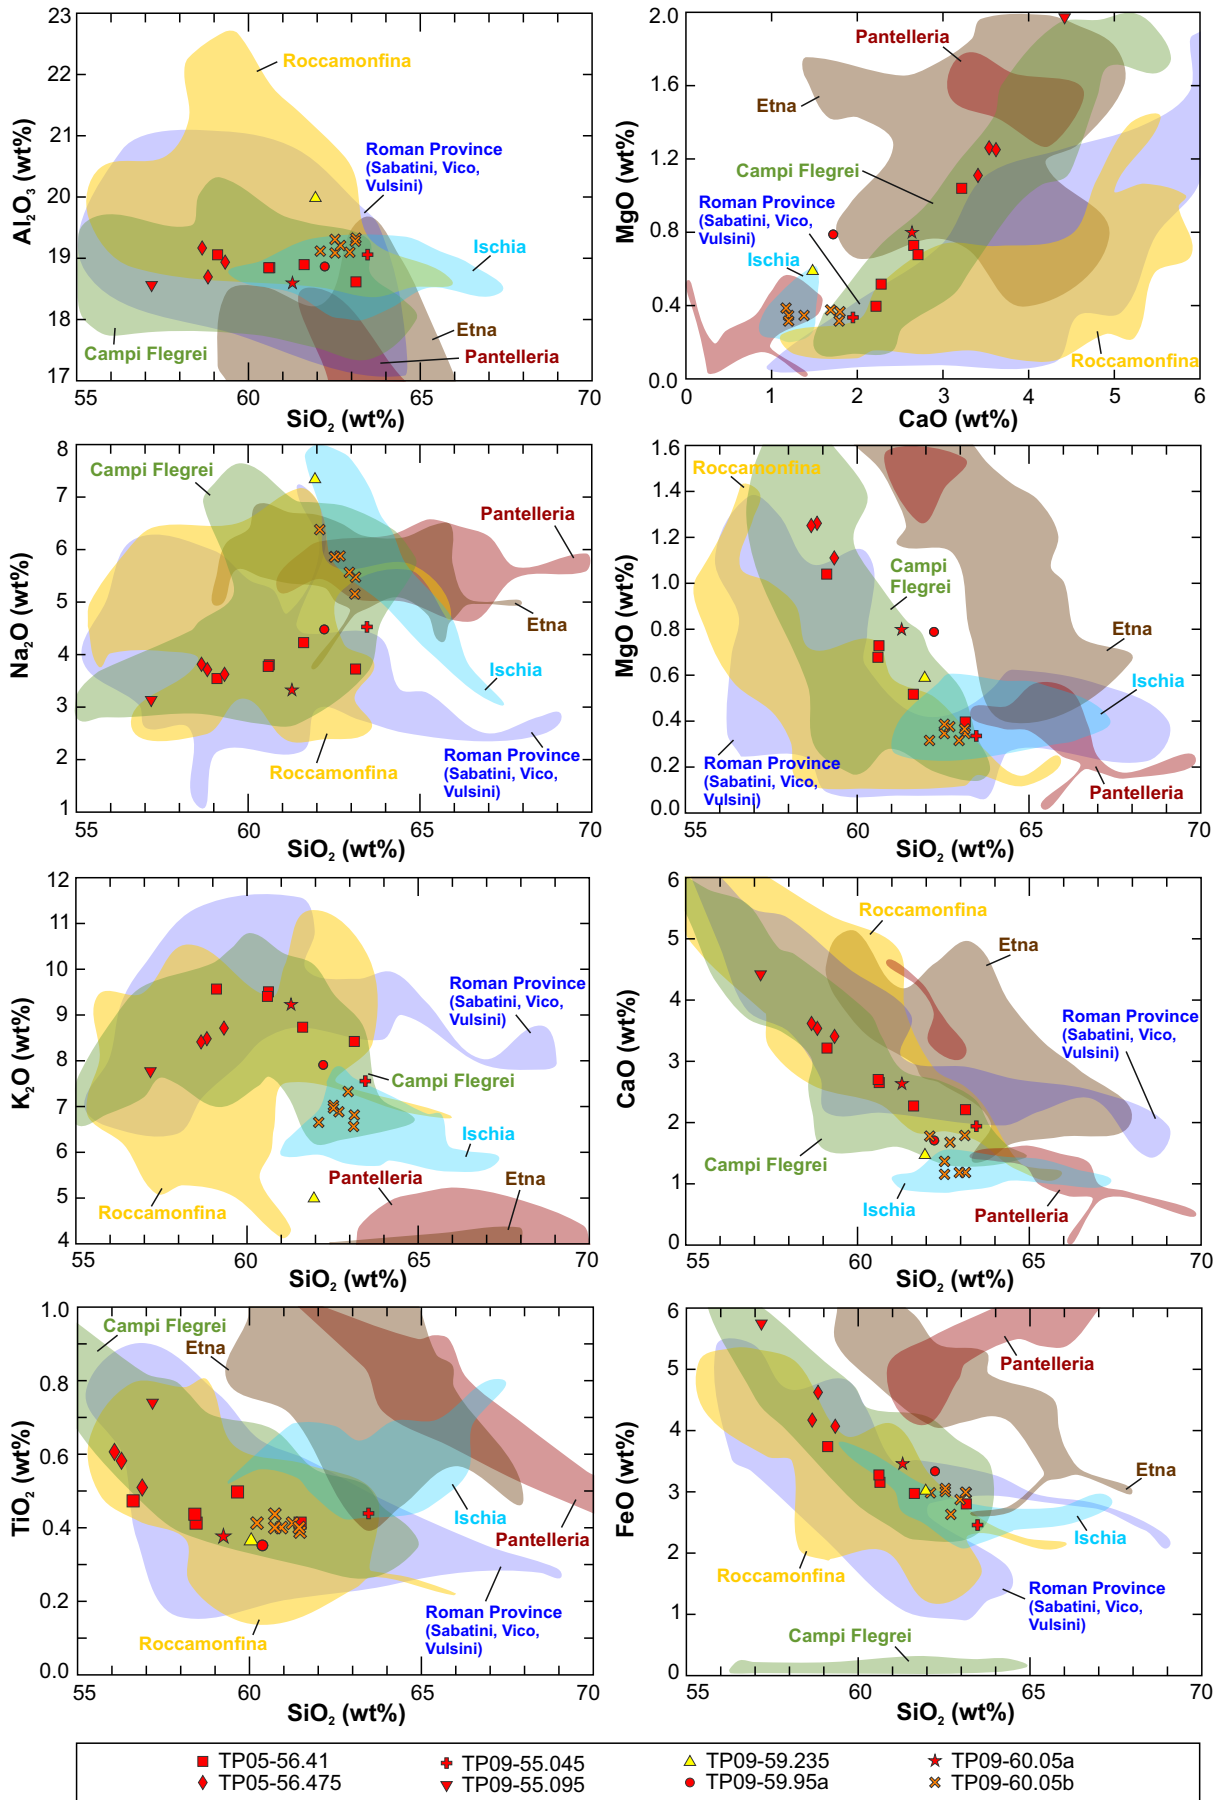 23
22
21
20
19
18
17
Al₂O₃ (wt%)
Roccamonfina
Roman Province
(Sabatini, Vico,
Vulsini)
Ischia
Campi Flegrei
Etna
Pantelleria
55 60 65 70
SiO₂ (wt%)
2.0
1.6
1.2
0.8
0.4
0.0
MgO (wt%)
Pantelleria
Etna
Campi Flegrei
Roman Province
(Sabatini, Vico,
Vulsini)
Ischia
Roccamonfina
0 1 2 3 4 5 6
CaO (wt%)
8
7
6
5
4
3
2
1
Na₂O (wt%)
Campi Flegrei
Pantelleria
Etna
Ischia
Roccamonfina
Roman Province
(Sabatini, Vico,
Vulsini)
55 60 65 70
SiO₂ (wt%)
1.6
1.4
1.2
1.0
0.8
0.6
0.4
0.2
0.0
MgO (wt%)
Roccamonfina
Campi
Flegrei
Etna
Ischia
Roman Province
(Sabatini, Vico,
Vulsini)
Pantelleria
55 60 65 70
SiO₂ (wt%)
12
11
10
9
8
7
6
5
4
K₂O (wt%)
Roman Province
(Sabatini, Vico,
Vulsini)
Campi Flegrei
Ischia
Pantelleria
Etna
Roccamonfina
55 60 65 70
SiO₂ (wt%)
6
5
4
3
2
1
0
CaO (wt%)
Roccamonfina
Etna
Roman Province
(Sabatini, Vico,
Vulsini)
Campi Flegrei
Ischia
Pantelleria
55 60 65 70
SiO₂ (wt%)
1.0
0.8
0.6
0.4
0.2
0.0
TiO₂ (wt%)
Campi Flegrei
Etna
Ischia
Pantelleria
Roman Province
(Sabatini, Vico,
Vulsini)
Roccamonfina
55 60 65 70
SiO₂ (wt%)
6
5
4
3
2
1
0
FeO (wt%)
Pantelleria
Etna
Ischia
Roccamonfina
Roman Province
(Sabatini, Vico,
Vulsini)
Campi Flegrei
55 60 65 70
SiO₂ (wt%)
TP05-56.41 TP09-55.045 TP09-59.235 TP09-60.05a
TP05-56.475 TP09-55.095 TP09-59.95a TP09-60.05b